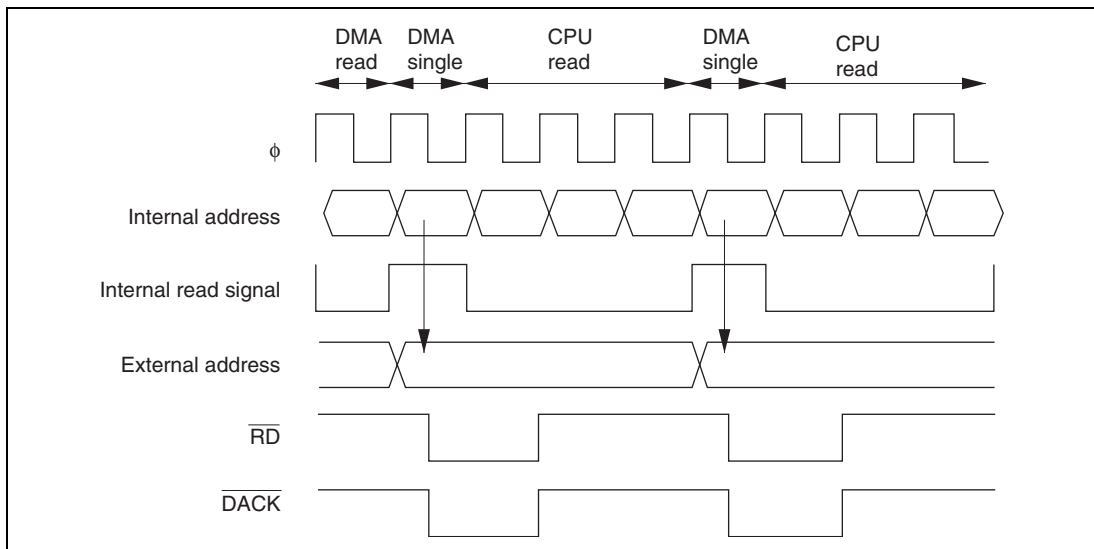 DMA read
DMA single
CPU read
DMA single
CPU read
φ
Internal address
Internal read signal
External address
RD
DACK